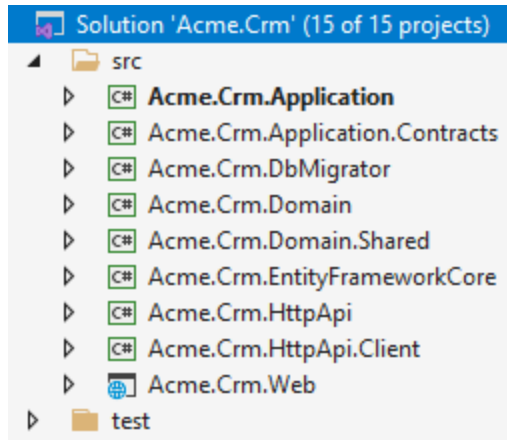 Solution 'Acme.Crm' (15 of 15 projects)
src
C# Acme.Crm.Application
C# Acme.Crm.Application.Contracts
C# Acme.Crm.DbMigrator
C# Acme.Crm.Domain
C# Acme.Crm.Domain.Shared
C# Acme.Crm.EntityFrameworkCore
C# Acme.Crm.HttpApi
C# Acme.Crm.HttpApi.Client
Acme.Crm.Web
test